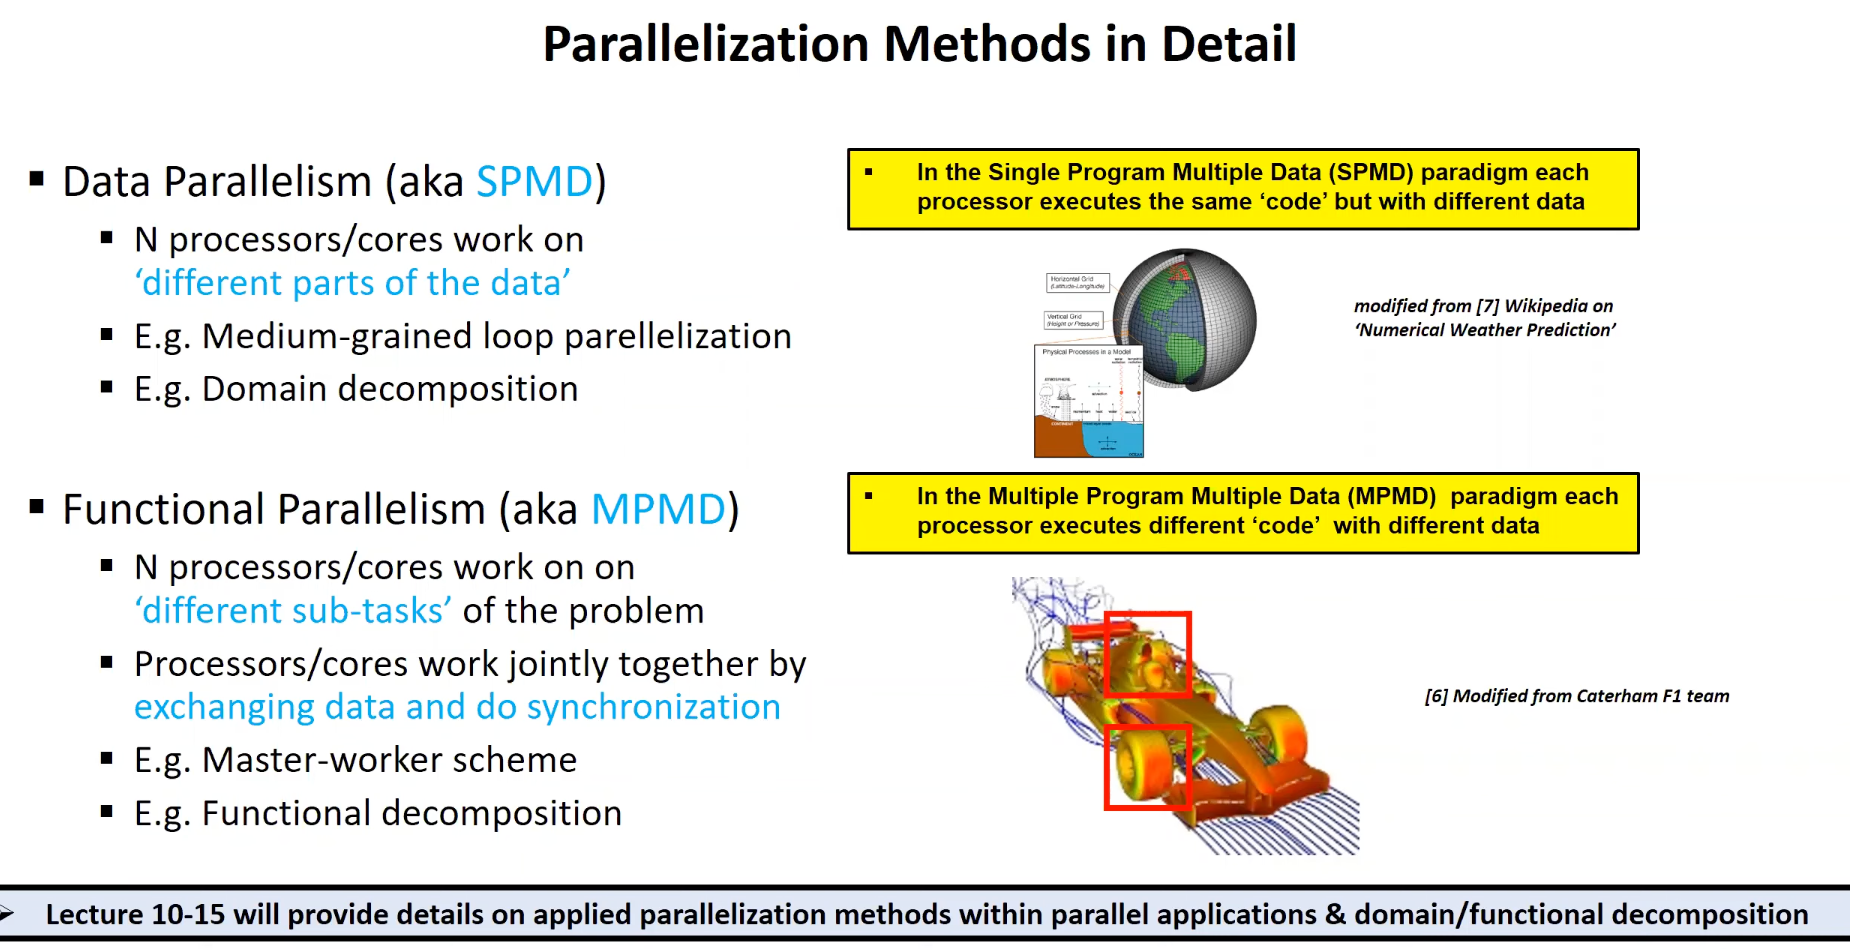 Parallelization Methods in Detail
▪ Data Parallelism (aka SPMD)
▪ N processors/cores work on
‘different parts of the data’
▪ E.g. Medium-grained loop parellelization
▪ E.g. Domain decomposition
▪ In the Single Program Multiple Data (SPMD) paradigm each
processor executes the same ‘code’ but with different data
Horizontal Grid
(Latitude-Longitude)
Vertical Grid
(Height or Pressure)
Physical Processes in a Model
ATMOSPHERE
CONTINENT
modified from [7] Wikipedia on
‘Numerical Weather Prediction’
▪ Functional Parallelism (aka MPMD)
▪ N processors/cores work on on
‘different sub-tasks’ of the problem
▪ Processors/cores work jointly together by
exchanging data and do synchronization
▪ E.g. Master-worker scheme
▪ E.g. Functional decomposition
▪ In the Multiple Program Multiple Data (MPMD)  paradigm each
processor executes different ‘code’  with different data
[6] Modified from Caterham F1 team
Lecture 10-15 will provide details on applied parallelization methods within parallel applications & domain/functional decomposition